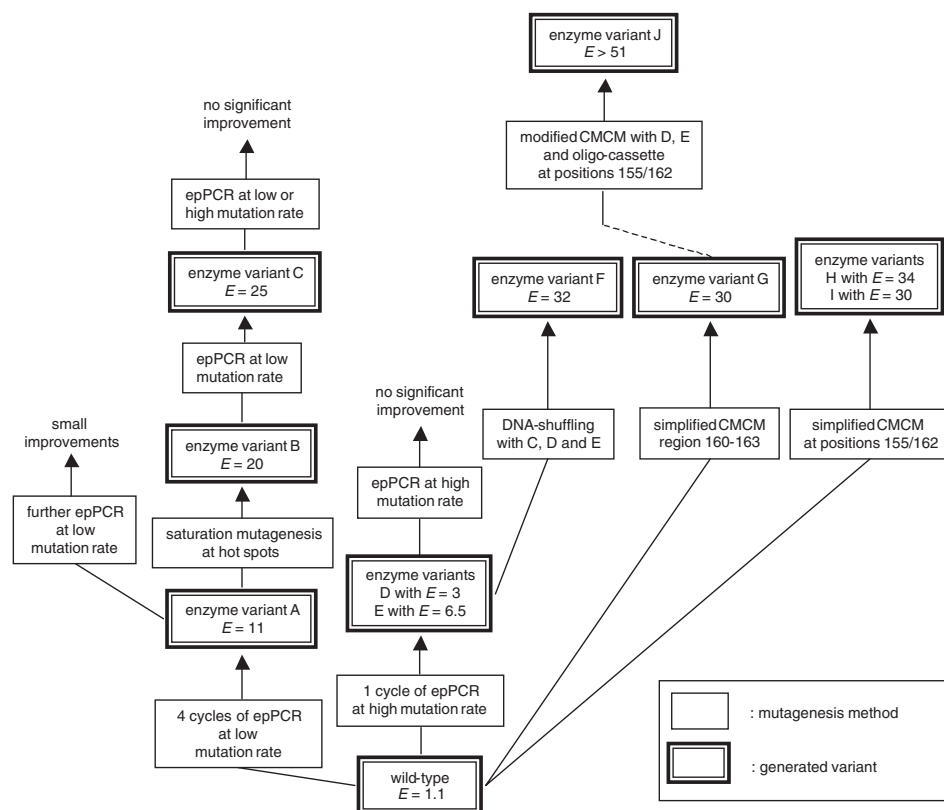 enzyme variant J
E > 51
no significant
improvement
modified CMCM with D, E
and oligo-cassette
at positions 155/162
epPCR at low or
high mutation rate
enzyme variant C
E = 25
enzyme variant F
E = 32
enzyme variant G
E = 30
enzyme variants
H with E = 34
I with E = 30
epPCR at low
mutation rate
small
improvements
enzyme variant B
E = 20
no significant
improvement
DNA-shuffling
with C, D and E
simplified CMCM
region 160-163
simplified CMCM
at positions 155/162
further epPCR
at low
mutation rate
saturation mutagenesis
at hot spots
epPCR at high
mutation rate
enzyme variant A
E = 11
enzyme variants
D with E = 3
E with E = 6.5
4 cycles of epPCR
at low
mutation rate
1 cycle of epPCR
at high mutation rate
wild-type
E = 1.1
: mutagenesis method
: generated variant